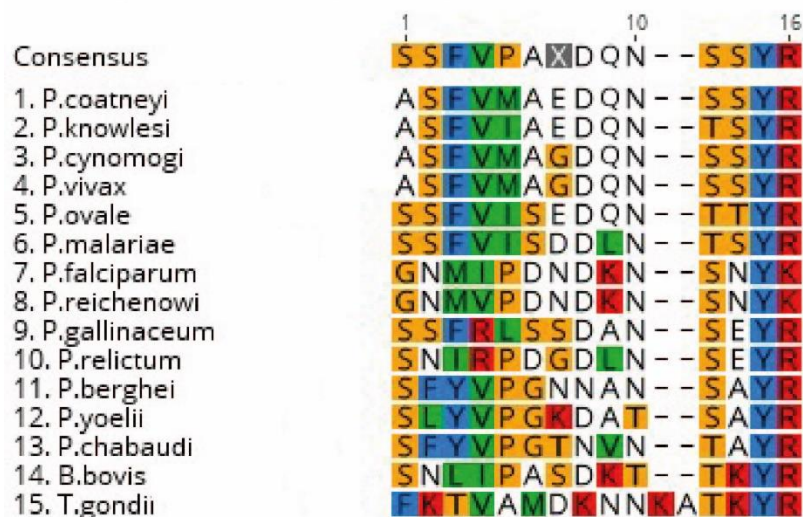 1 10 16
Consensus SSFVPAXDQN--SSYR
1. P.coatneyi ASFVMAEDQN--SSYR
2. P.knowlesi ASFVIAEDQN--TSYR
3. P.cynomogi ASFVMAGDQN--SSYR
4. P.vivax ASFVMAGDQN--SSYR
5. P.ovale SSFVISEDQN--TTYR
6. P.malariae SSFVISDDLN--TSYR
7. P.falciparum GNMIPDNDKN--SNYK
8. P.reichenowi GNMVPDNDKN--SNYK
9. P.gallinaceum SSFRLSSDAN--SEYR
10. P.relictum SNIRPDGDLN--SEYR
11. P.berghei SFYVPGNNAN--SAYR
12. P.yoelii SLYVPGKDAT--SAYR
13. P.chabaudi SFYVPGTNVN--TAYR
14. B.bovis SNLIPASDKT--TKYR
15. T.gondii FKTVAMDKNNKATKYR